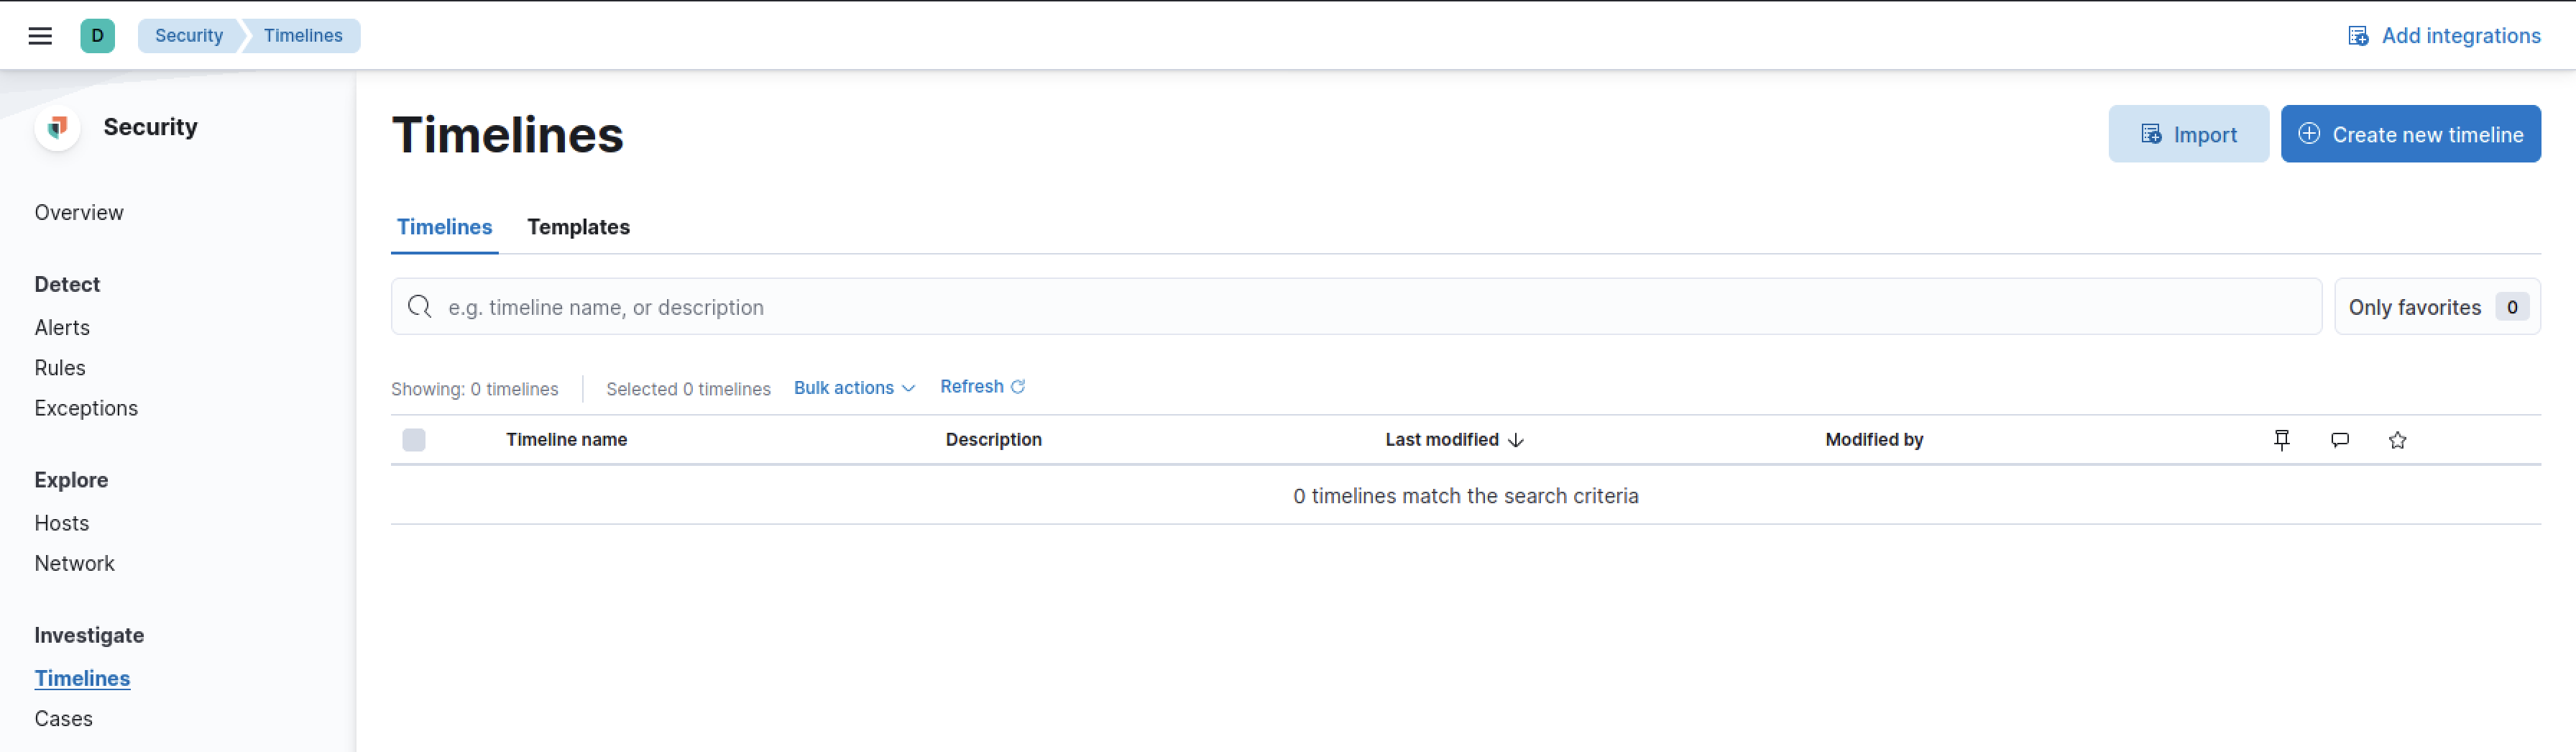 D Security Timelines Add integrations
Security
Overview
Detect
Alerts
Rules
Exceptions
Explore
Hosts
Network
Investigate
Timelines
Cases
Timelines
Import Create new timeline
Timelines Templates
e.g. timeline name, or description Only favorites 0
Showing: 0 timelines Selected 0 timelines Bulk actions Refresh
Timeline name Description Last modified Modified by
0 timelines match the search criteria